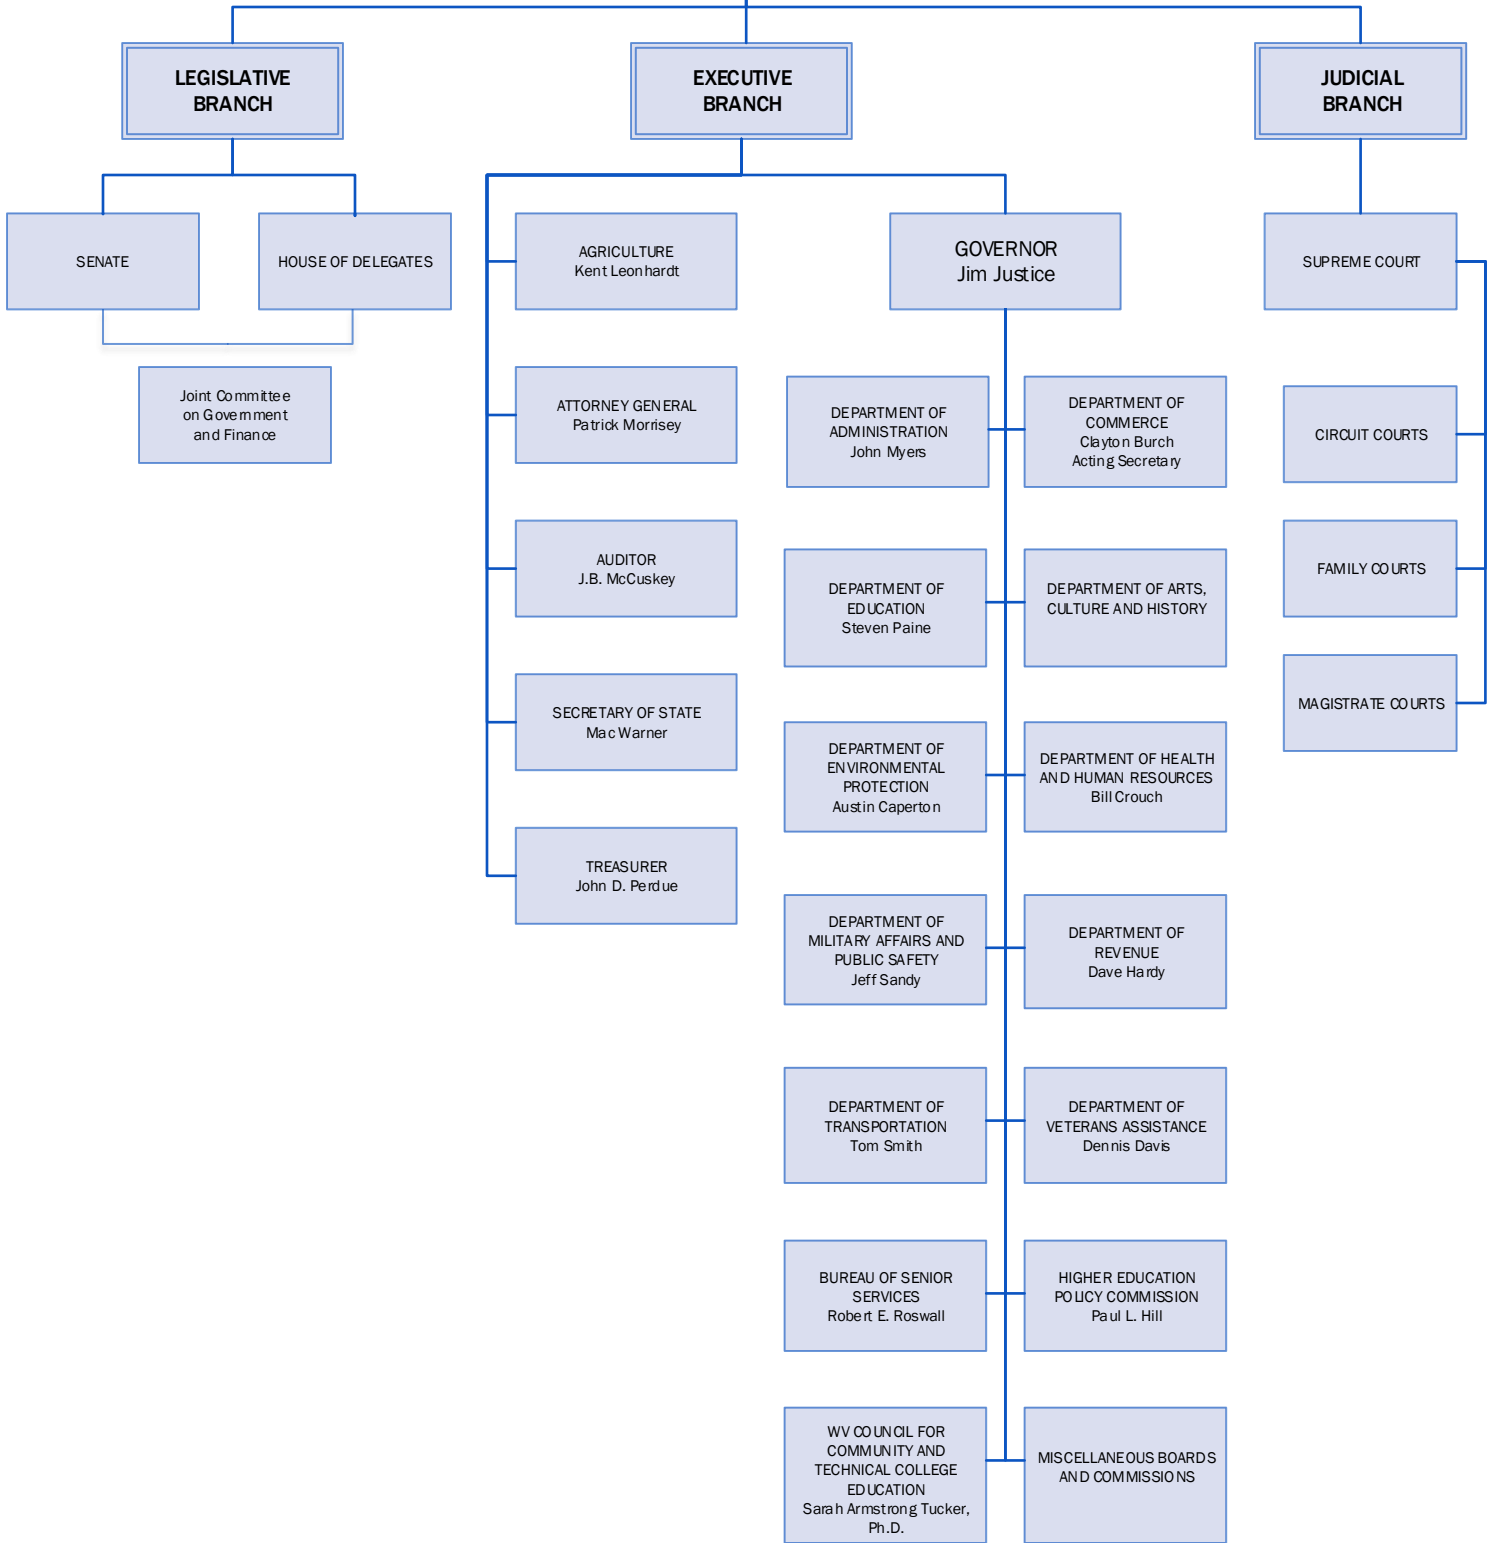 LEGISLATIVE
BRANCH
EXECUTIVE
BRANCH
JUDICIAL
BRANCH
SENATE
HOUSE OF DELEGATES
Joint Committee
on Government
and Finance
AGRICULTURE
Kent Leonhardt
ATTORNEY GENERAL
Patrick Morrisey
AUDITOR
J.B. McCuskey
SECRETARY OF STATE
Mac Warner
TREASURER
John D. Perdue
GOVERNOR
Jim Justice
DEPARTMENT OF
ADMINISTRATION
John Myers
DEPARTMENT OF
COMMERCE
Clayton Burch
Acting Secretary
DEPARTMENT OF
EDUCATION
Steven Paine
DEPARTMENT OF ARTS,
CULTURE AND HISTORY
DEPARTMENT OF
ENVIRONMENTAL
PROTECTION
Austin Caperton
DEPARTMENT OF HEALTH
AND HUMAN RESOURCES
Bill Crouch
DEPARTMENT OF
MILITARY AFFAIRS AND
PUBLIC SAFETY
Jeff Sandy
DEPARTMENT OF
REVENUE
Dave Hardy
DEPARTMENT OF
TRANSPORTATION
Tom Smith
DEPARTMENT OF
VETERANS ASSISTANCE
Dennis Davis
BUREAU OF SENIOR
SERVICES
Robert E. Roswall
HIGHER EDUCATION
POLICY COMMISSION
Paul L. Hill
WV COUNCIL FOR
COMMUNITY AND
TECHNICAL COLLEGE
EDUCATION
Sarah Armstrong Tucker,
Ph.D.
MISCELLANEOUS BOARDS
AND COMMISSIONS
SUPREME COURT
CIRCUIT COURTS
FAMILY COURTS
MAGISTRATE COURTS